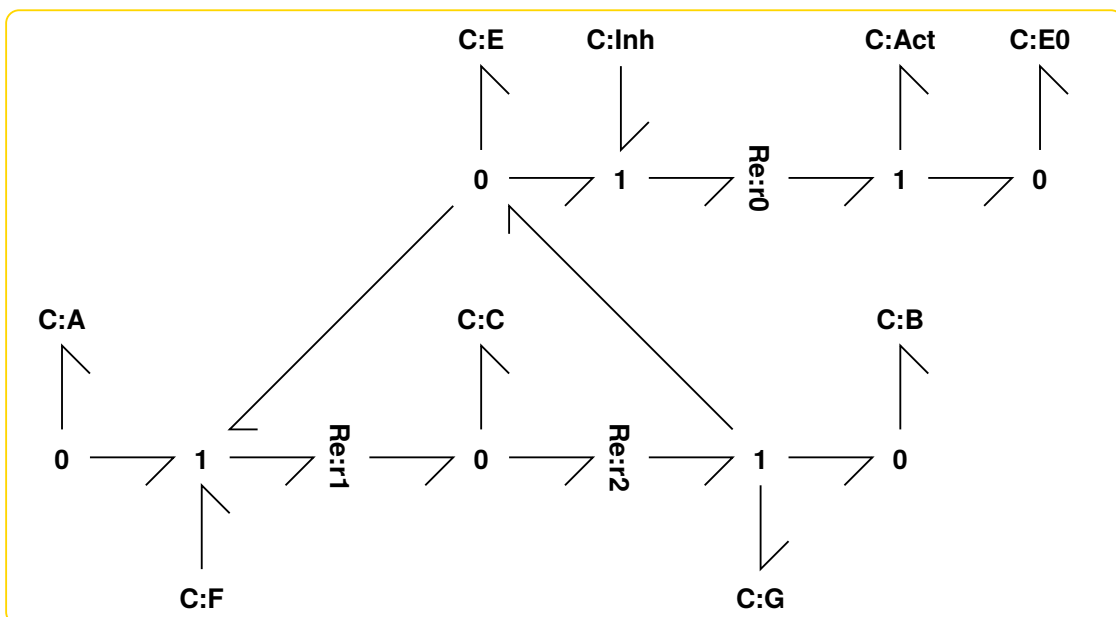 C:E C:Inh C:Act C:E0
0 1 Re:r0 1 0
C:A C:C C:B
0 1 Re:r1 0 Re:r2 1 0
C:F C:G